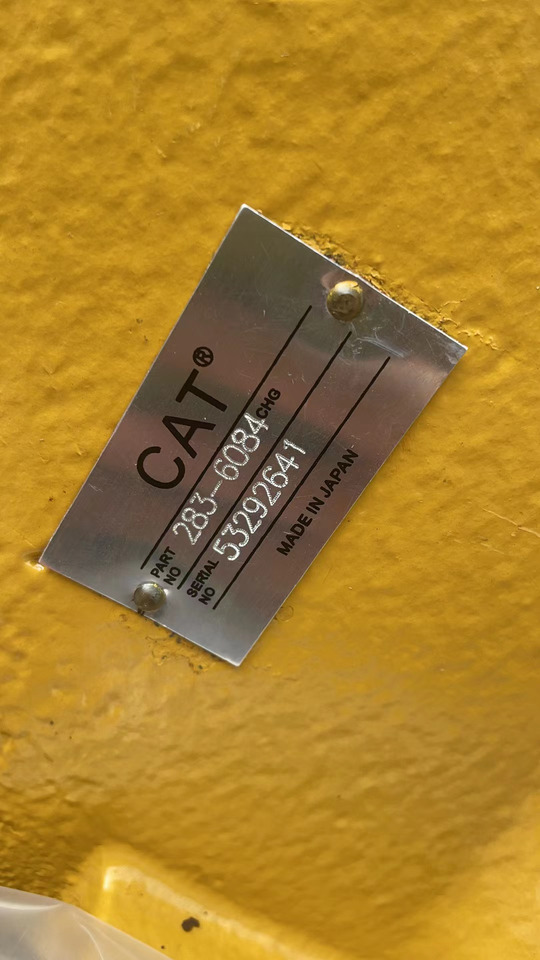 CAT®
PART NO 283-6084 CHG
SERIAL NO 53292641
MADE IN JAPAN